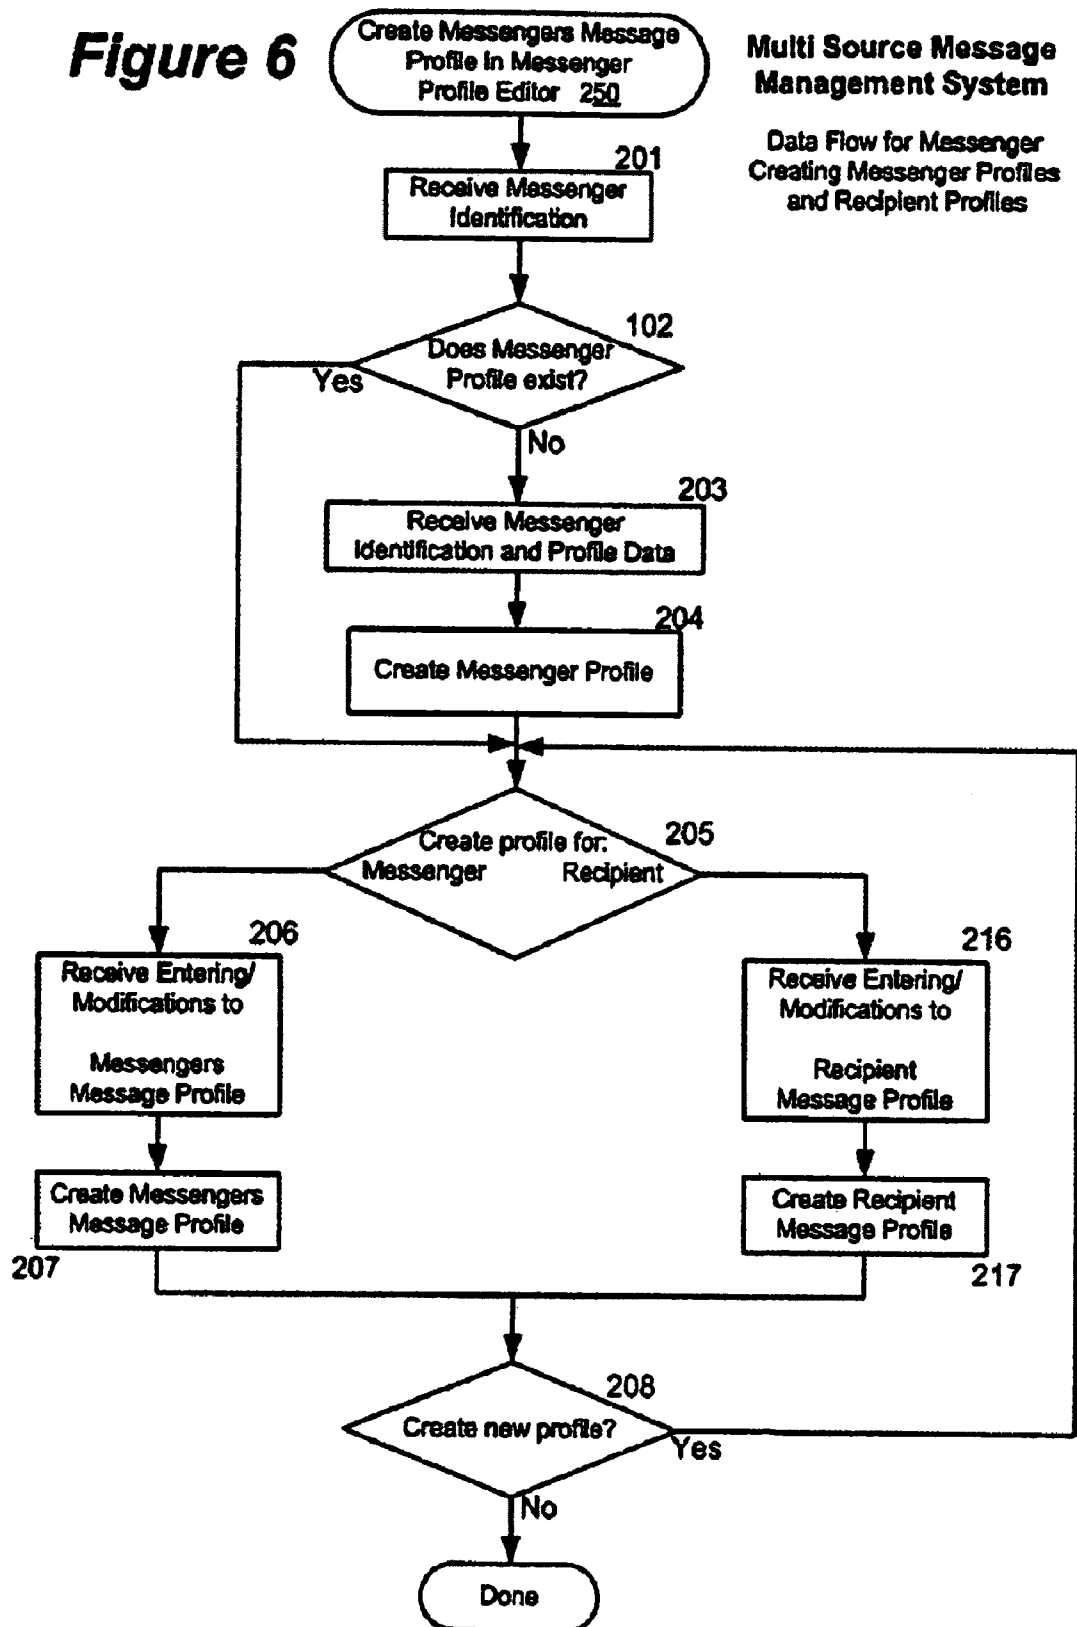 Figure 6
Create Messengers Message
Profile in Messenger
Profile Editor 250
Multi Source Message
Management System
Data Flow for Messenger
Creating Messenger Profiles
and Recipient Profiles
201
Receive Messenger
Identification
102
Does Messenger
Profile exist?
Yes
No
203
Receive Messenger
Identification and Profile Data
204
Create Messenger Profile
205
Create profile for:
Messenger Recipient
206
Receive Entering/
Modifications to
Messengers
Message Profile
216
Receive Entering/
Modifications to
Recipient
Message Profile
Create Messengers
Message Profile
207
Create Recipient
Message Profile
217
208
Create new profile?
Yes
No
Done